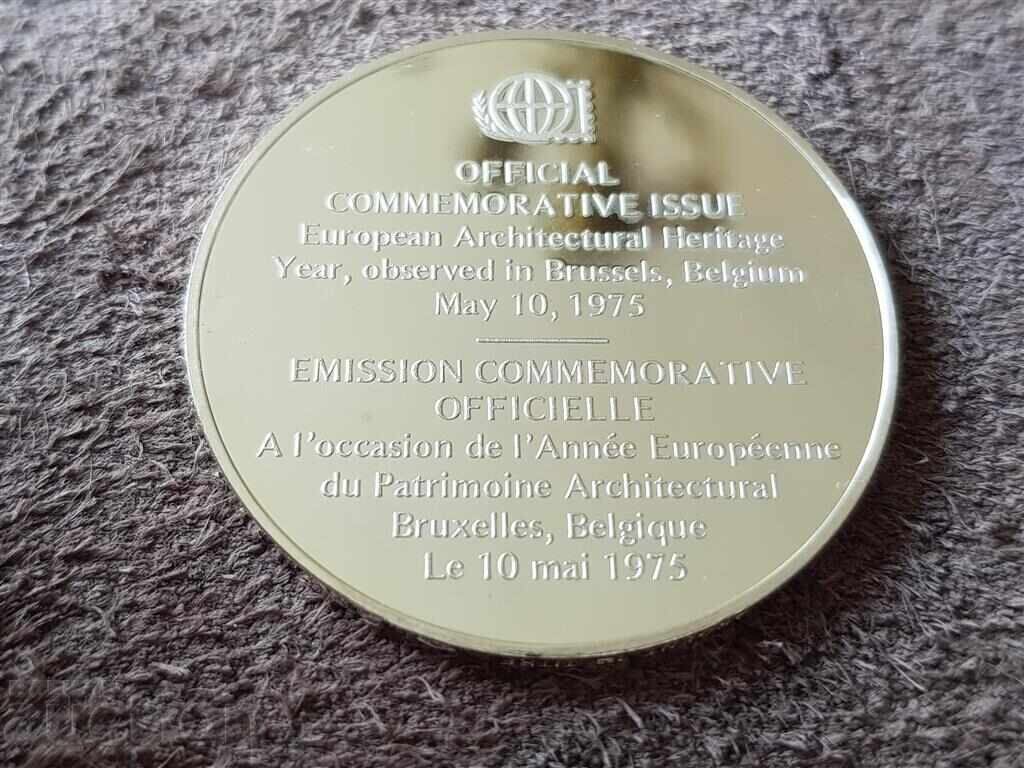 OFFICIAL
COMMEMORATIVE ISSUE
European Architectural Heritage
Year, observed in Brussels, Belgium
May 10, 1975
EMISSION COMMEMORATIVE
OFFICIELLE
A l'occasion de l'Année Européenne
du Patrimoine Architectural
Bruxelles, Belgique
Le 10 mai 1975